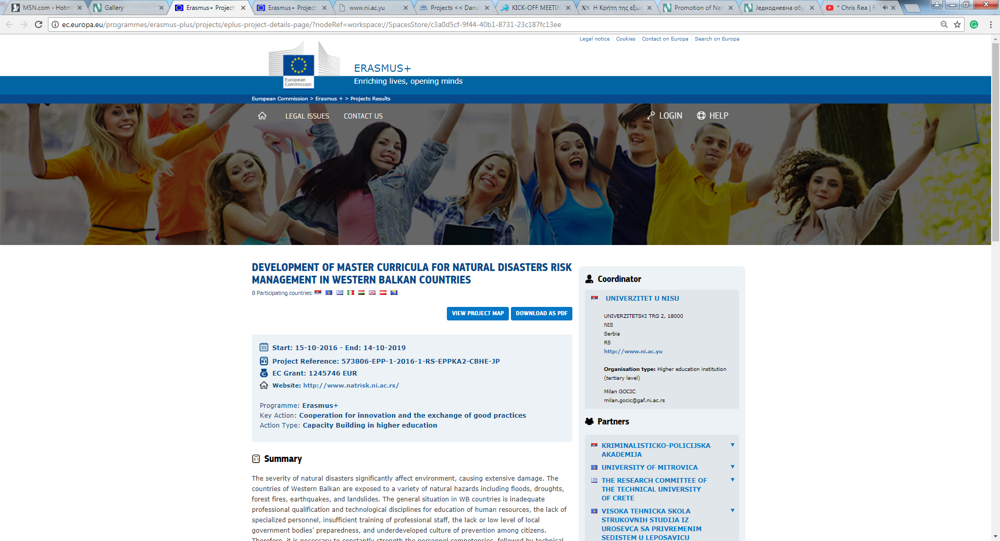 MSN.com - Hotm
Gallery
Erasmus+ Project
Erasmus+ Project
www.ni.ac.yu
Projects << Danu
KICK-OFF MEETIN
Η Κρήτη της εξω
Promotion of Nat
Једнодневна обу
* Chris Rea | Fu
ec.europa.eu/programmes/erasmus-plus/projects/eplus-project-details-page/?nodeRef=workspace://SpacesStore/c3a0d5cf-9f44-40b1-8731-23c187fc13ee
Legal notice Cookies Contact on Europa Search on Europa
European
Commission
ERASMUS+
Enriching lives, opening minds
European Commission > Erasmus + > Projects Results
LEGAL ISSUES CONTACT US LOGIN HELP
DEVELOPMENT OF MASTER CURRICULA FOR NATURAL DISASTERS RISK
MANAGEMENT IN WESTERN BALKAN COUNTRIES
8 Participating countries:
VIEW PROJECT MAP DOWNLOAD AS PDF
Start: 15-10-2016 - End: 14-10-2019
Project Reference: 573806-EPP-1-2016-1-RS-EPPKA2-CBHE-JP
EC Grant: 1245746 EUR
Website: http://www.natrisk.ni.ac.rs/
Programme: Erasmus+
Key Action: Cooperation for innovation and the exchange of good practices
Action Type: Capacity Building in higher education
Summary
The severity of natural disasters significantly affect environment, causing extensive damage. The
countries of Western Balkan are exposed to a variety of natural hazards including floods, droughts,
forest fires, earthquakes, and landslides. The general situation in WB countries is inadequate
professional qualification and technological disciplines for education of human resources, the lack of
specialized personnel, insufficient training of professional staff, the lack or low level of local
government bodies’ preparedness, and underdeveloped culture of prevention among citizens.
Therefore, it is necessary to constantly strength the personnel competencies, followed by technical
Coordinator
UNIVERZITET U NISU
UNIVERZITETSKI TRG 2, 18000
NIS
Serbia
RS
http://www.ni.ac.yu
Organisation type: Higher education institution
(tertiary level)
Milan GOCIC
milan.gocic@gaf.ni.ac.rs
Partners
KRIMINALISTICKO-POLICIJSKA
AKADEMIJA
UNIVERSITY OF MITROVICA
THE RESEARCH COMMITTEE OF
THE TECHNICAL UNIVERSITY
OF CRETE
VISOKA TEHNICKA SKOLA
STRUKOVNIH STUDIJA IZ
UROSEVCA SA PRIVREMENIM
SEDISTEM U LEPOSAVICU